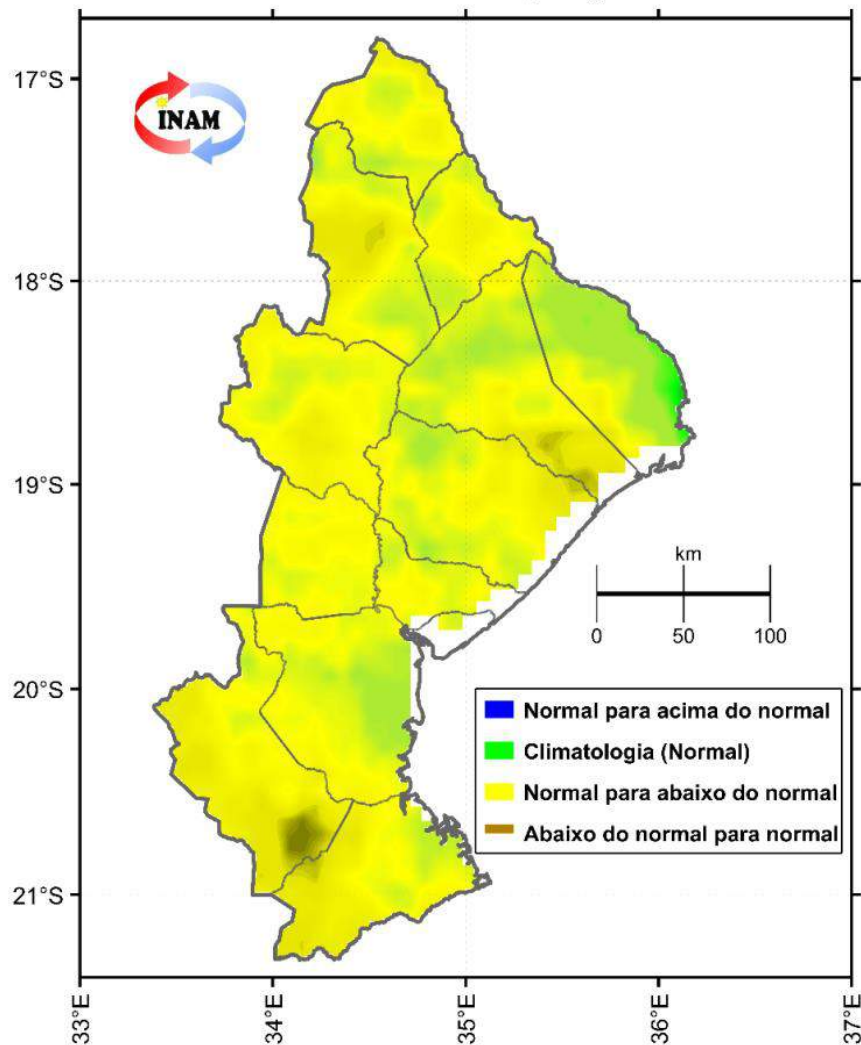 17°S
INAM
18°S
19°S
km
0 50 100
20°S
Normal para acima do normal
Climatologia (Normal)
Normal para abaixo do normal
Abaixo do normal para normal
21°S
33°E 34°E 35°E 36°E 37°E